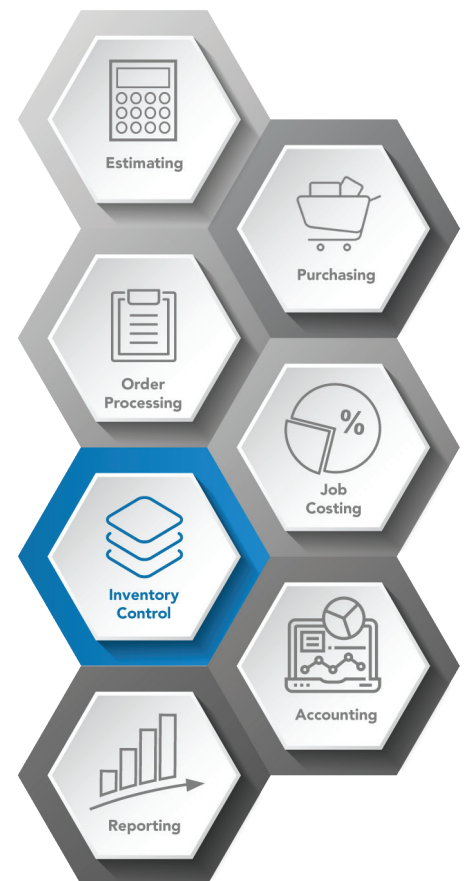 Estimating
Purchasing
Order
Processing
%
Job
Costing
Inventory
Control
Accounting
Reporting